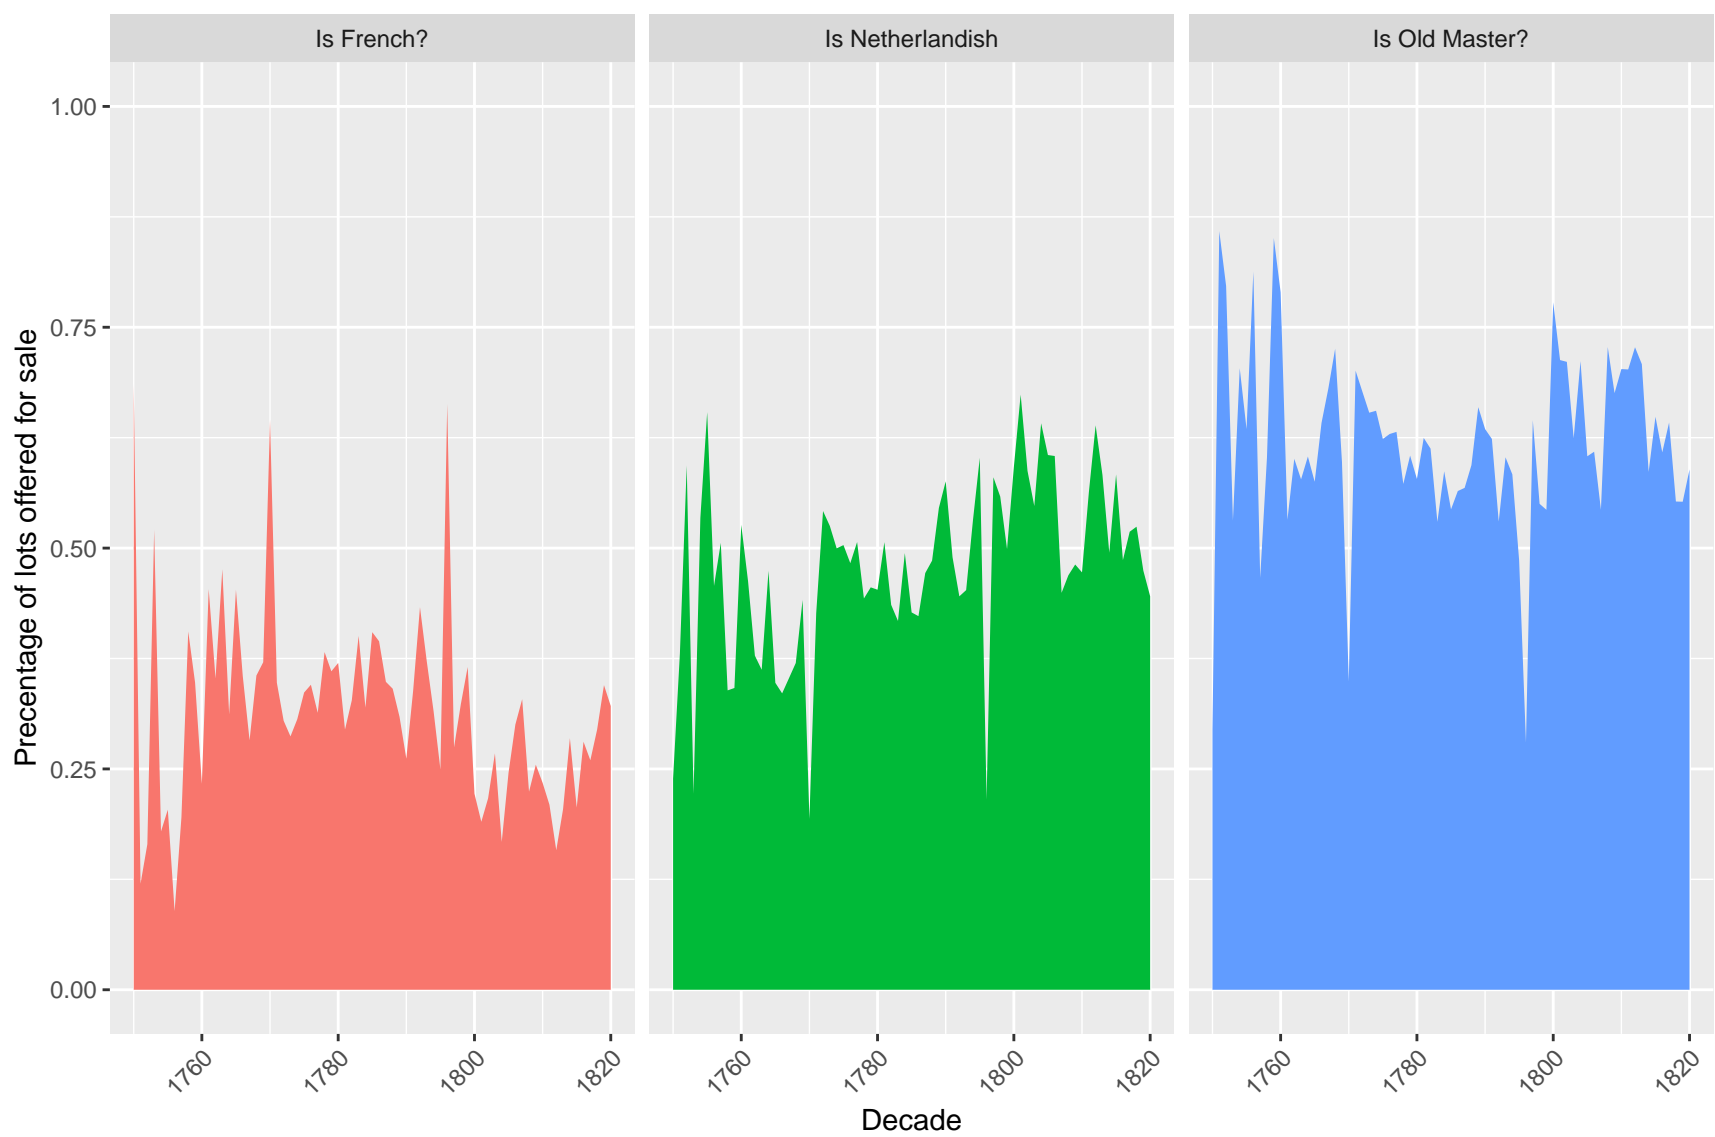 Is French?
Is Netherlandish
Is Old Master?
1.00
0.75
0.50
0.25
0.00
Precentage of lots offered for sale
1760 1780 1800 1820
1760 1780 1800 1820
1760 1780 1800 1820
Decade